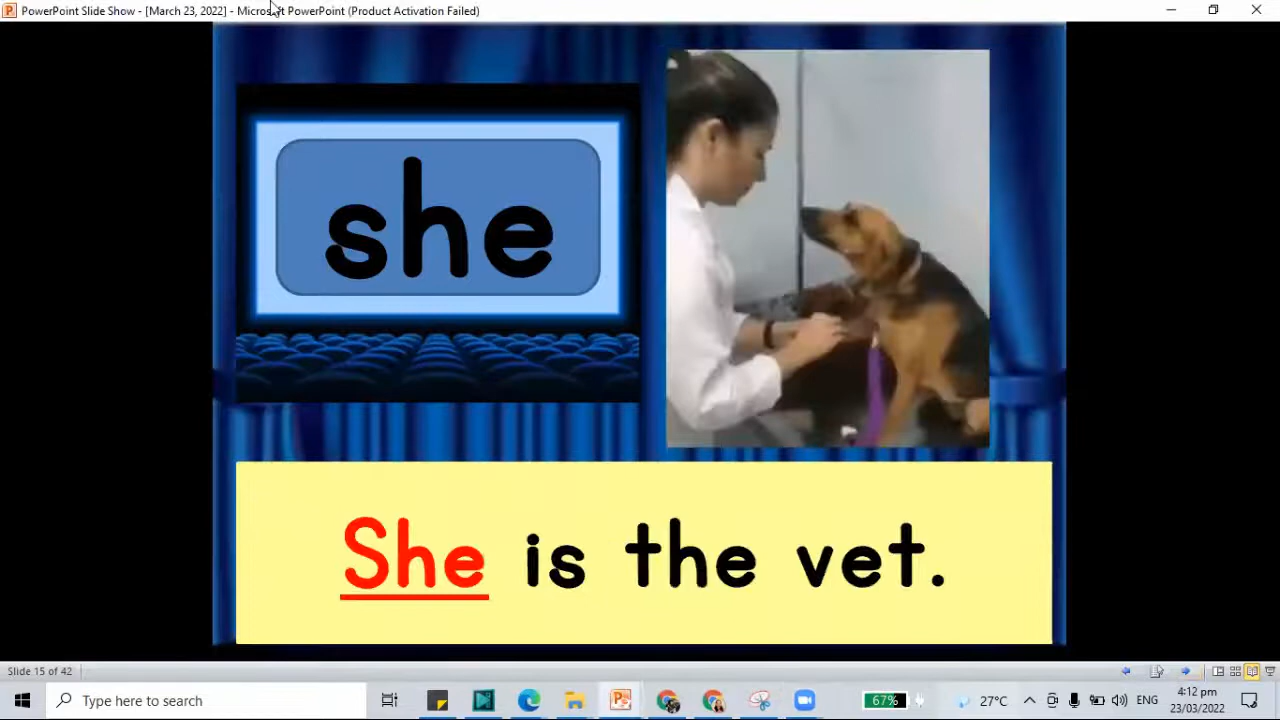 PowerPoint Slide Show - [March 23, 2022] - Microsoft PowerPoint (Product Activation Failed)
she
She is the vet.
Slide 15 of 42
Type here to search
67%
27°C
ENG
4:12 pm
23/03/2022